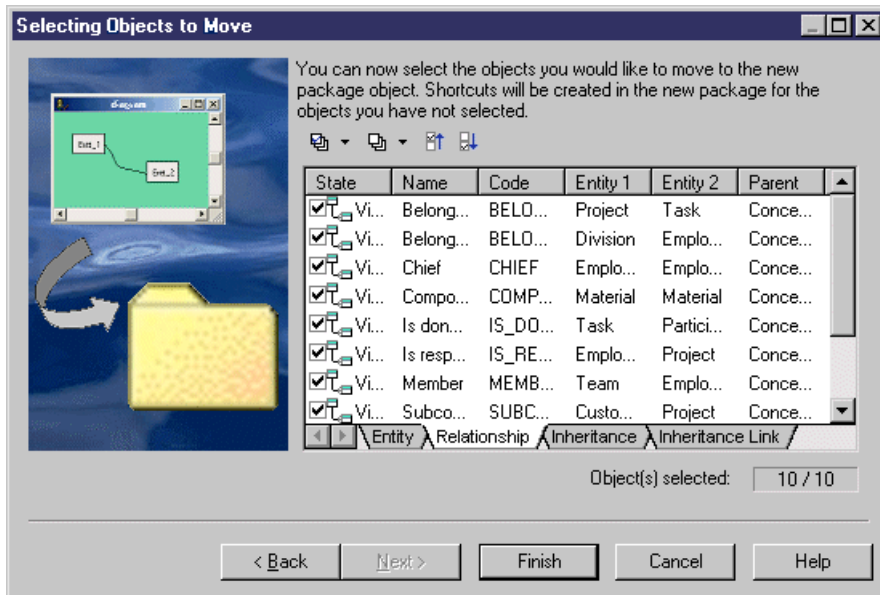 Selecting Objects to Move
You can now select the objects you would like to move to the new
package object. Shortcuts will be created in the new package for the
objects you have not selected.
diagram
Entt_1
Entt_2
State Name Code Entity 1 Entity 2 Parent
Vi... Belong... BELO... Project Task Conce...
Vi... Belong... BELO... Division Emplo... Conce...
Vi... Chief CHIEF Emplo... Emplo... Conce...
Vi... Compo... COMP... Material Material Conce...
Vi... Is don... IS_DO... Task Partici... Conce...
Vi... Is resp... IS_RE... Emplo... Project Conce...
Vi... Member MEMB... Team Emplo... Conce...
Vi... Subco... SUBC... Custo... Project Conce...
Entity Relationship Inheritance Inheritance Link
Object(s) selected: 10 / 10
< Back Next > Finish Cancel Help